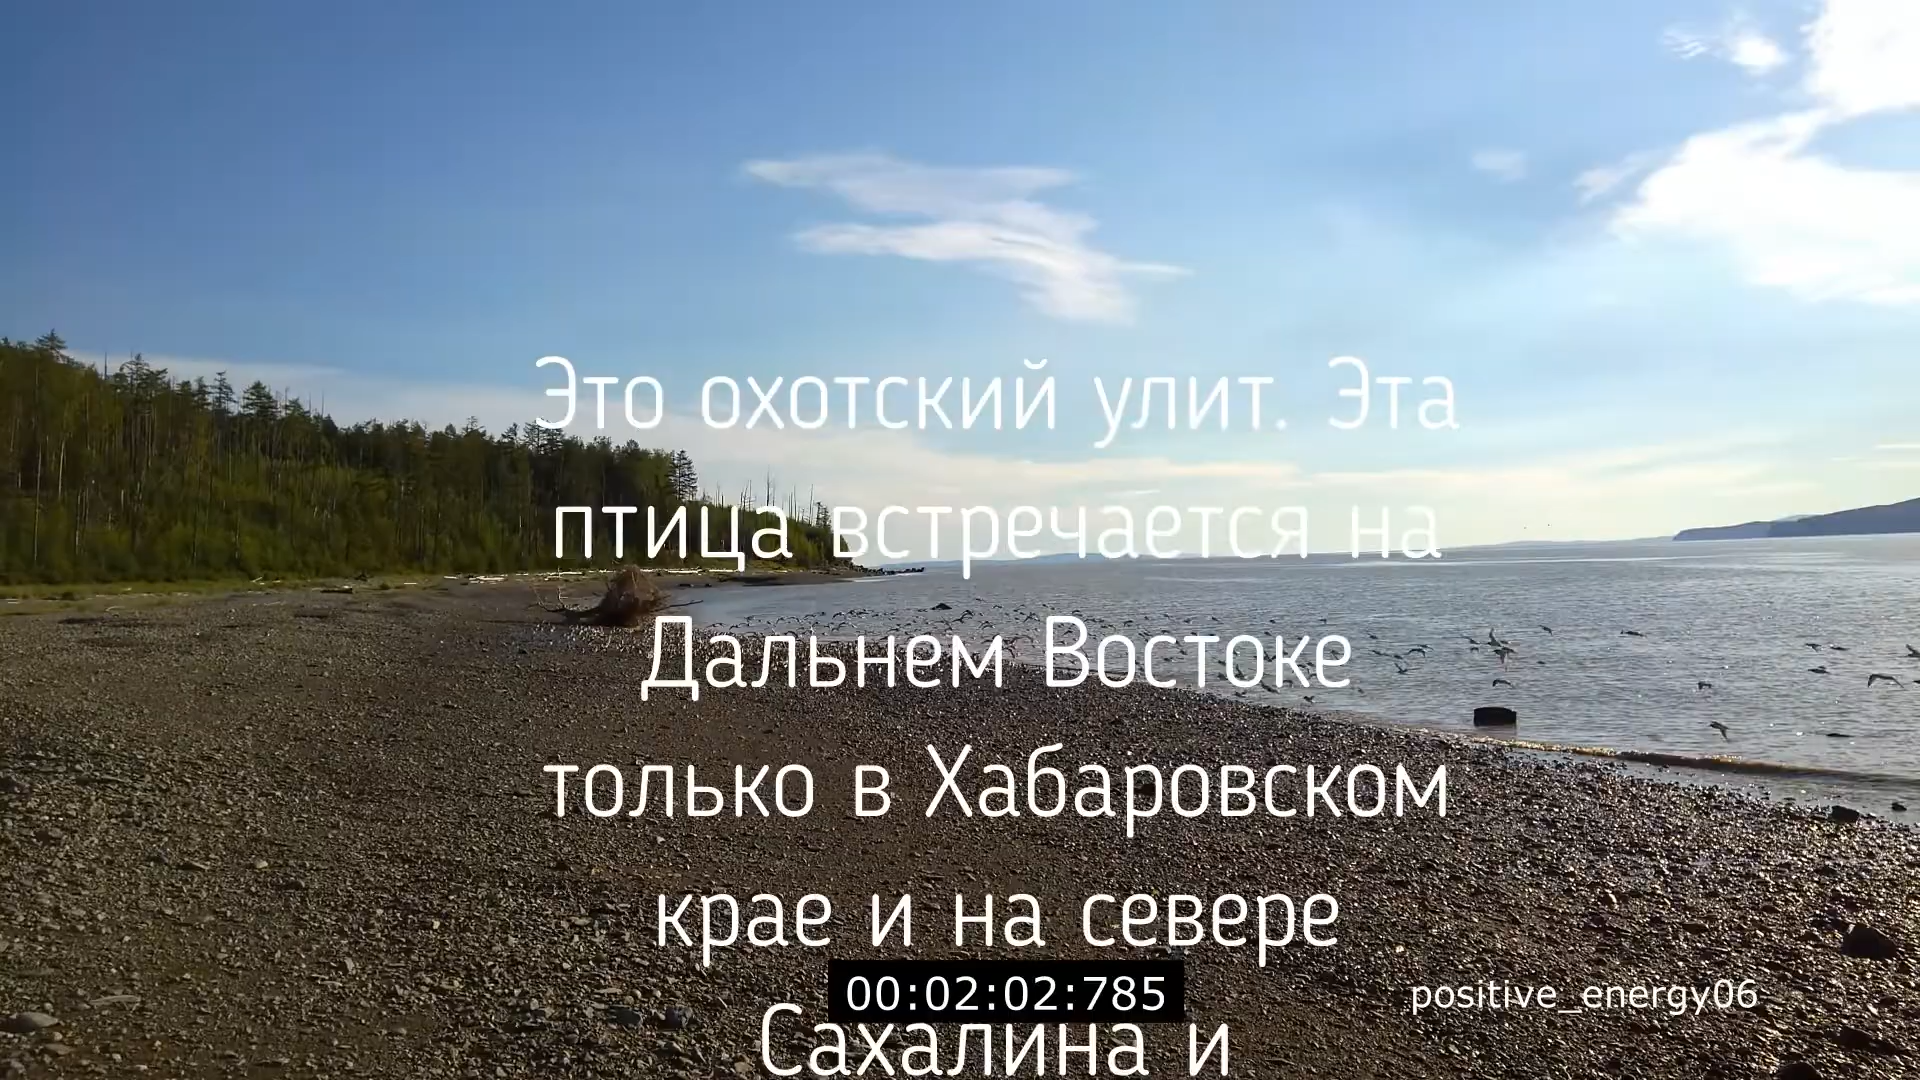 Это охотский улит. Эта
птица встречается на
Дальнем Востоке
только в Хабаровском
крае и на севере
00:02:02:785
positive_energy06
Сахалина и